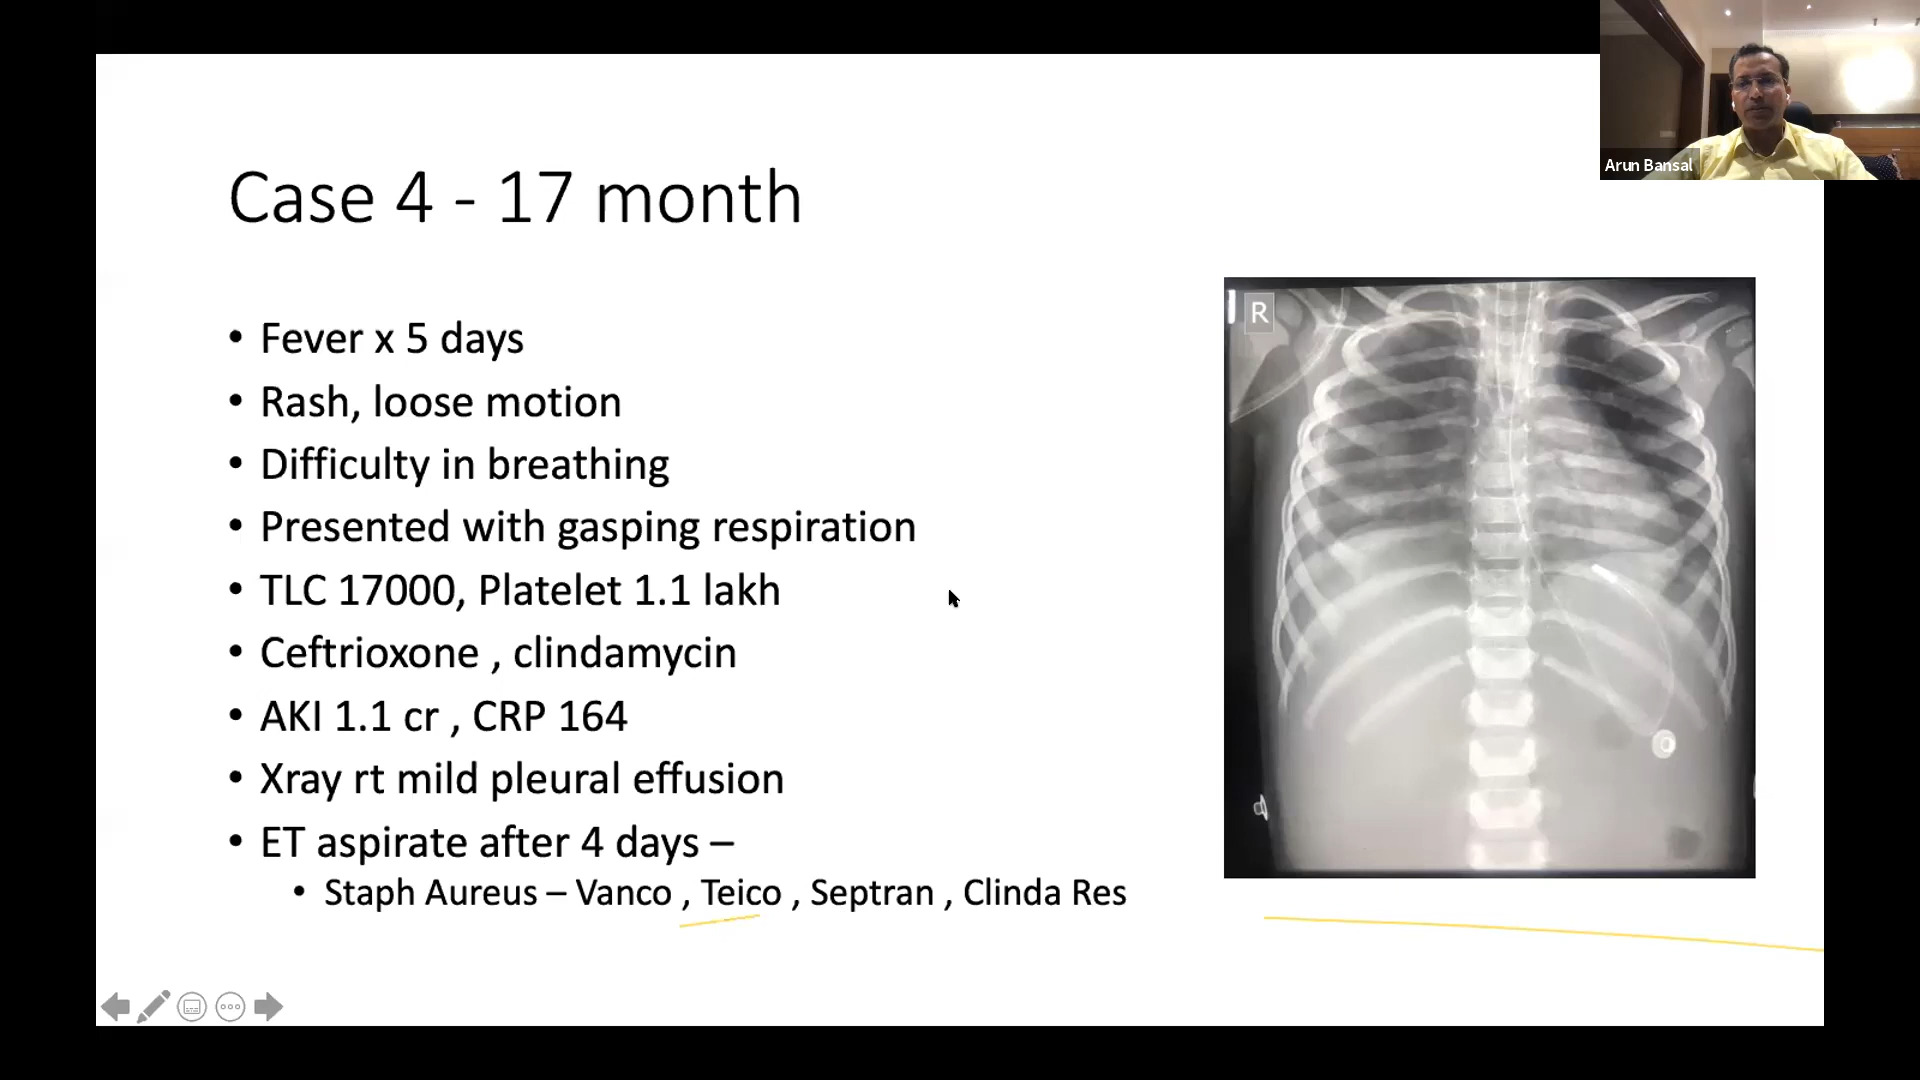 Arun Bansal
Case 4 - 17 month
• Fever x 5 days
• Rash, loose motion
• Difficulty in breathing
• Presented with gasping respiration
• TLC 17000, Platelet 1.1 lakh
• Ceftrioxone , clindamycin
• AKI 1.1 cr , CRP 164
• Xray rt mild pleural effusion
• ET aspirate after 4 days –
• Staph Aureus – Vanco , Teico , Septran , Clinda Res
R